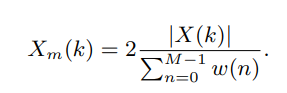 $$X_m(k) = 2\frac{|X(k)|}{\sum_{n=0}^{M-1} w(n)}.$$